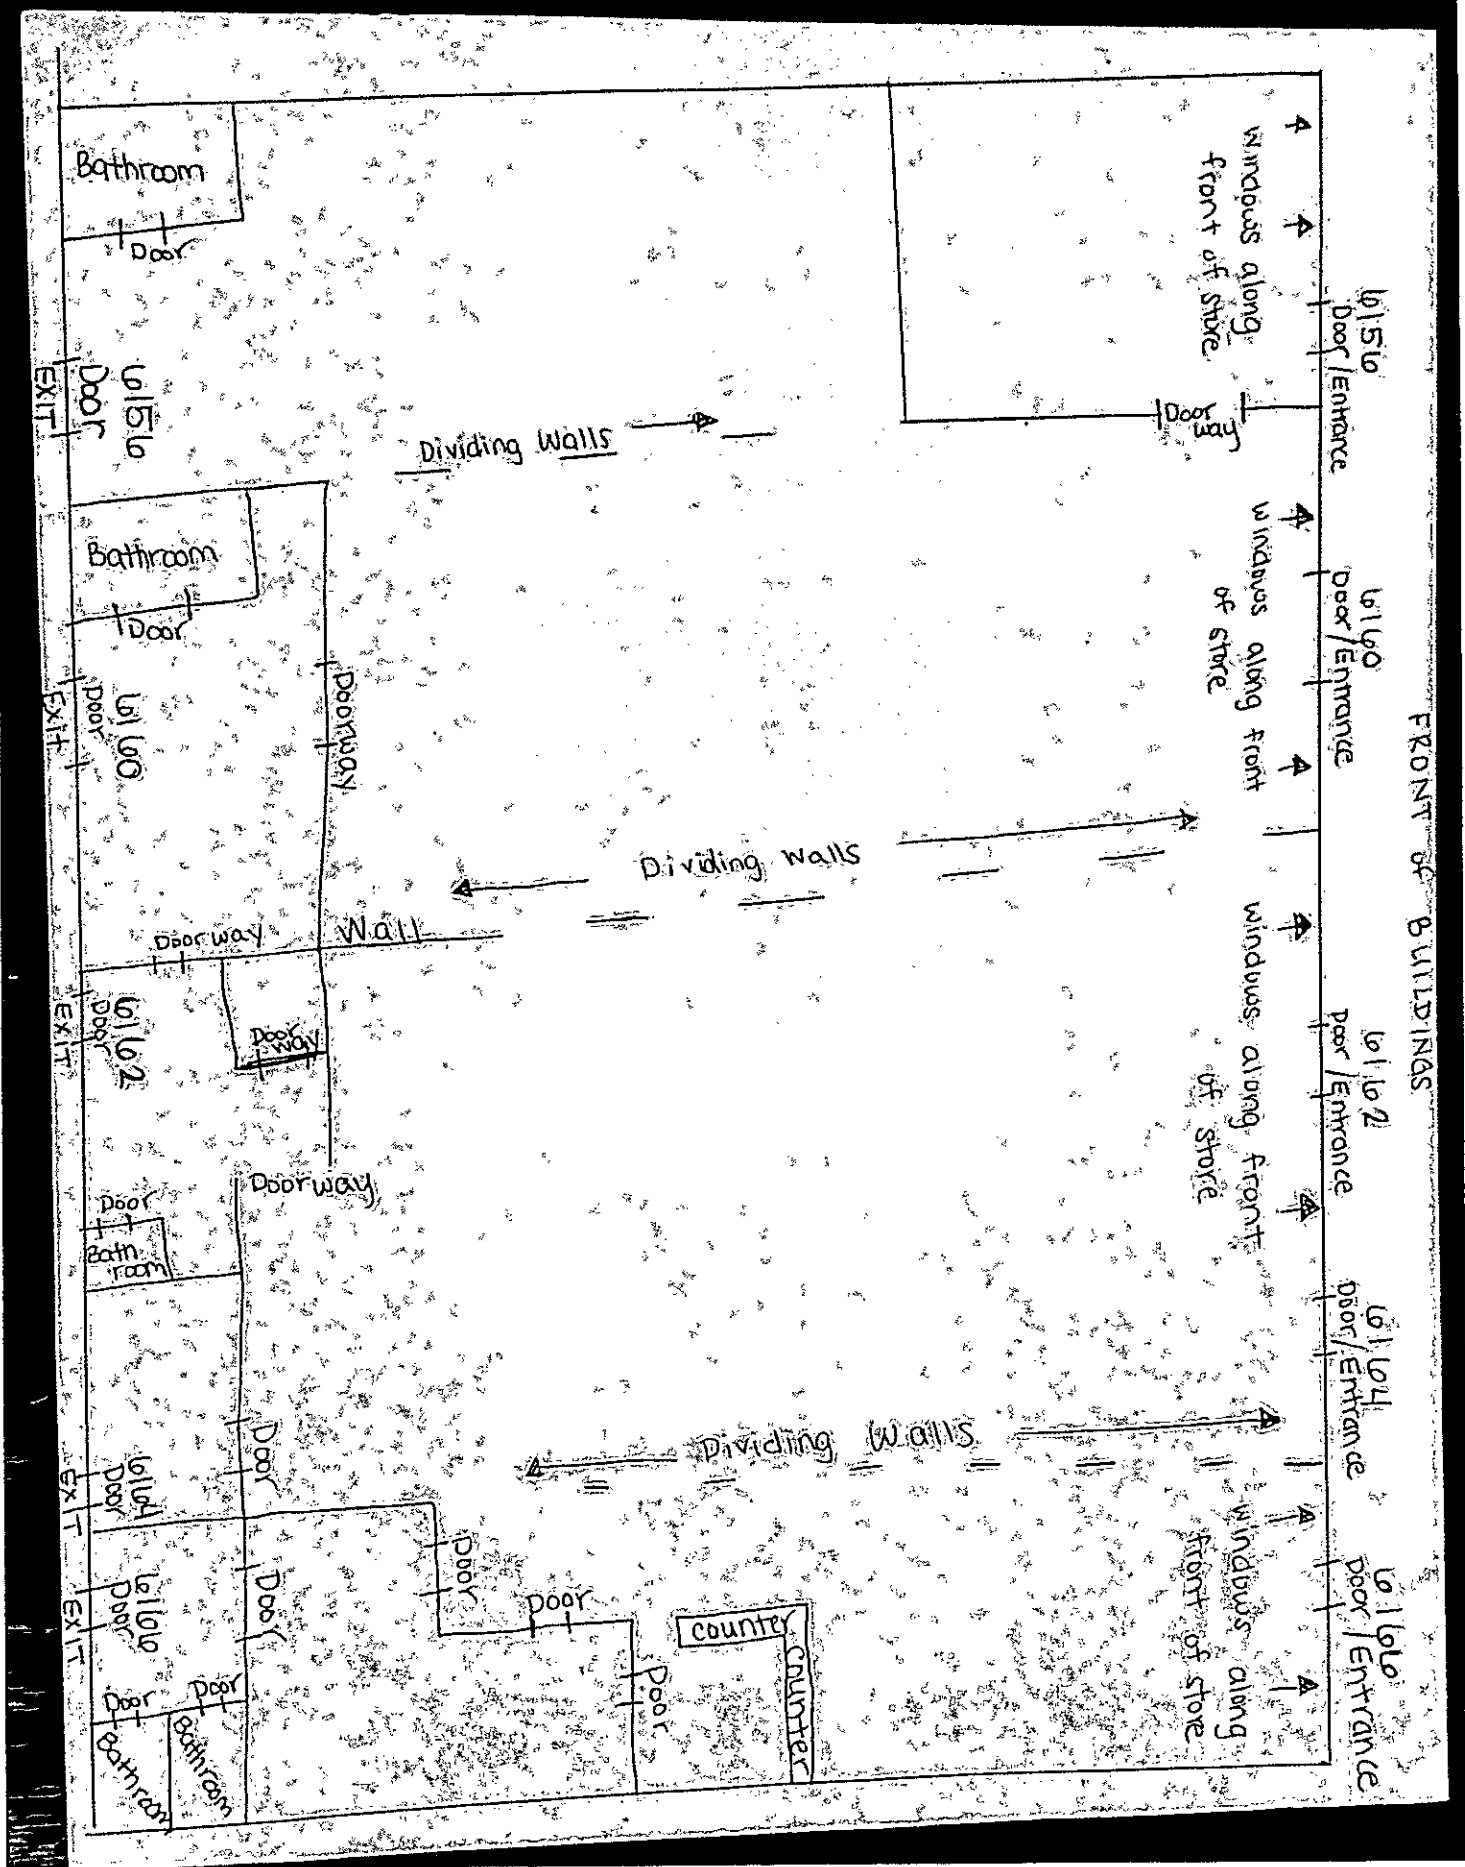 FRONT OF BUILDINGS
6156
Door/Entrance
6160
Door/Entrance
6162
Door/Entrance
6164
Door/Entrance
6166
Door/Entrance
windows along
front of store
windows along front
of store
windows along front
of store
windows along
front of store
Bathroom
Door
6156
Door
EXIT
Dividing Walls
Door
way
Bathroom
Door
6160
Door
Exit
Doorway
Dividing Walls
Wall
Doorway
6162
Door
EXIT
Door
way
Doorway
Door
Bath
room
Door
6164
Door
EXIT
Dividing Walls
6166
Door
EXIT
Door
Door
Door
Door
counter
counter
Door
Door
Bathroom
Bathroom